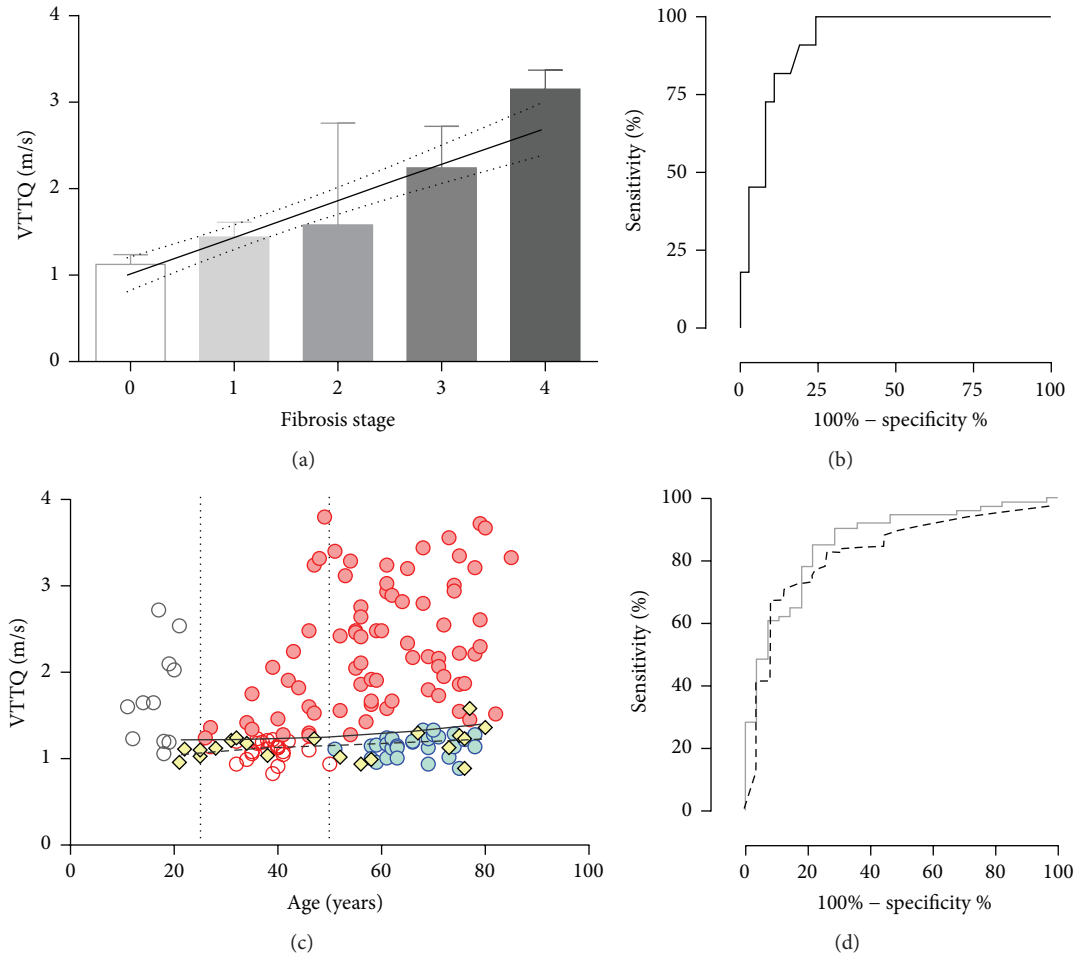 4
3
2
1
0
VTTQ (m/s)
0 1 2 3 4
Fibrosis stage
(a)
100
75
50
25
0
Sensitivity (%)
0 25 50 75 100
100% − specificity %
(b)
4
3
2
1
0
VTTQ (m/s)
0 20 40 60 80 100
Age (years)
(c)
100
80
60
40
20
0
Sensitivity (%)
0 20 40 60 80 100
100% − specificity %
(d)